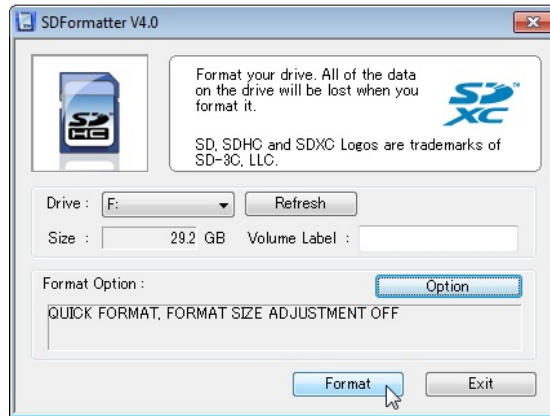 SDFormatter V4.0
Format your drive. All of the data
on the drive will be lost when you
format it.
SD, SDHC and SDXC Logos are trademarks of
SD-3C, LLC.
SD HC
SD XC™
Drive : F: Refresh
Size : 29.2 GB Volume Label :
Format Option : Option
QUICK FORMAT, FORMAT SIZE ADJUSTMENT OFF
Format Exit